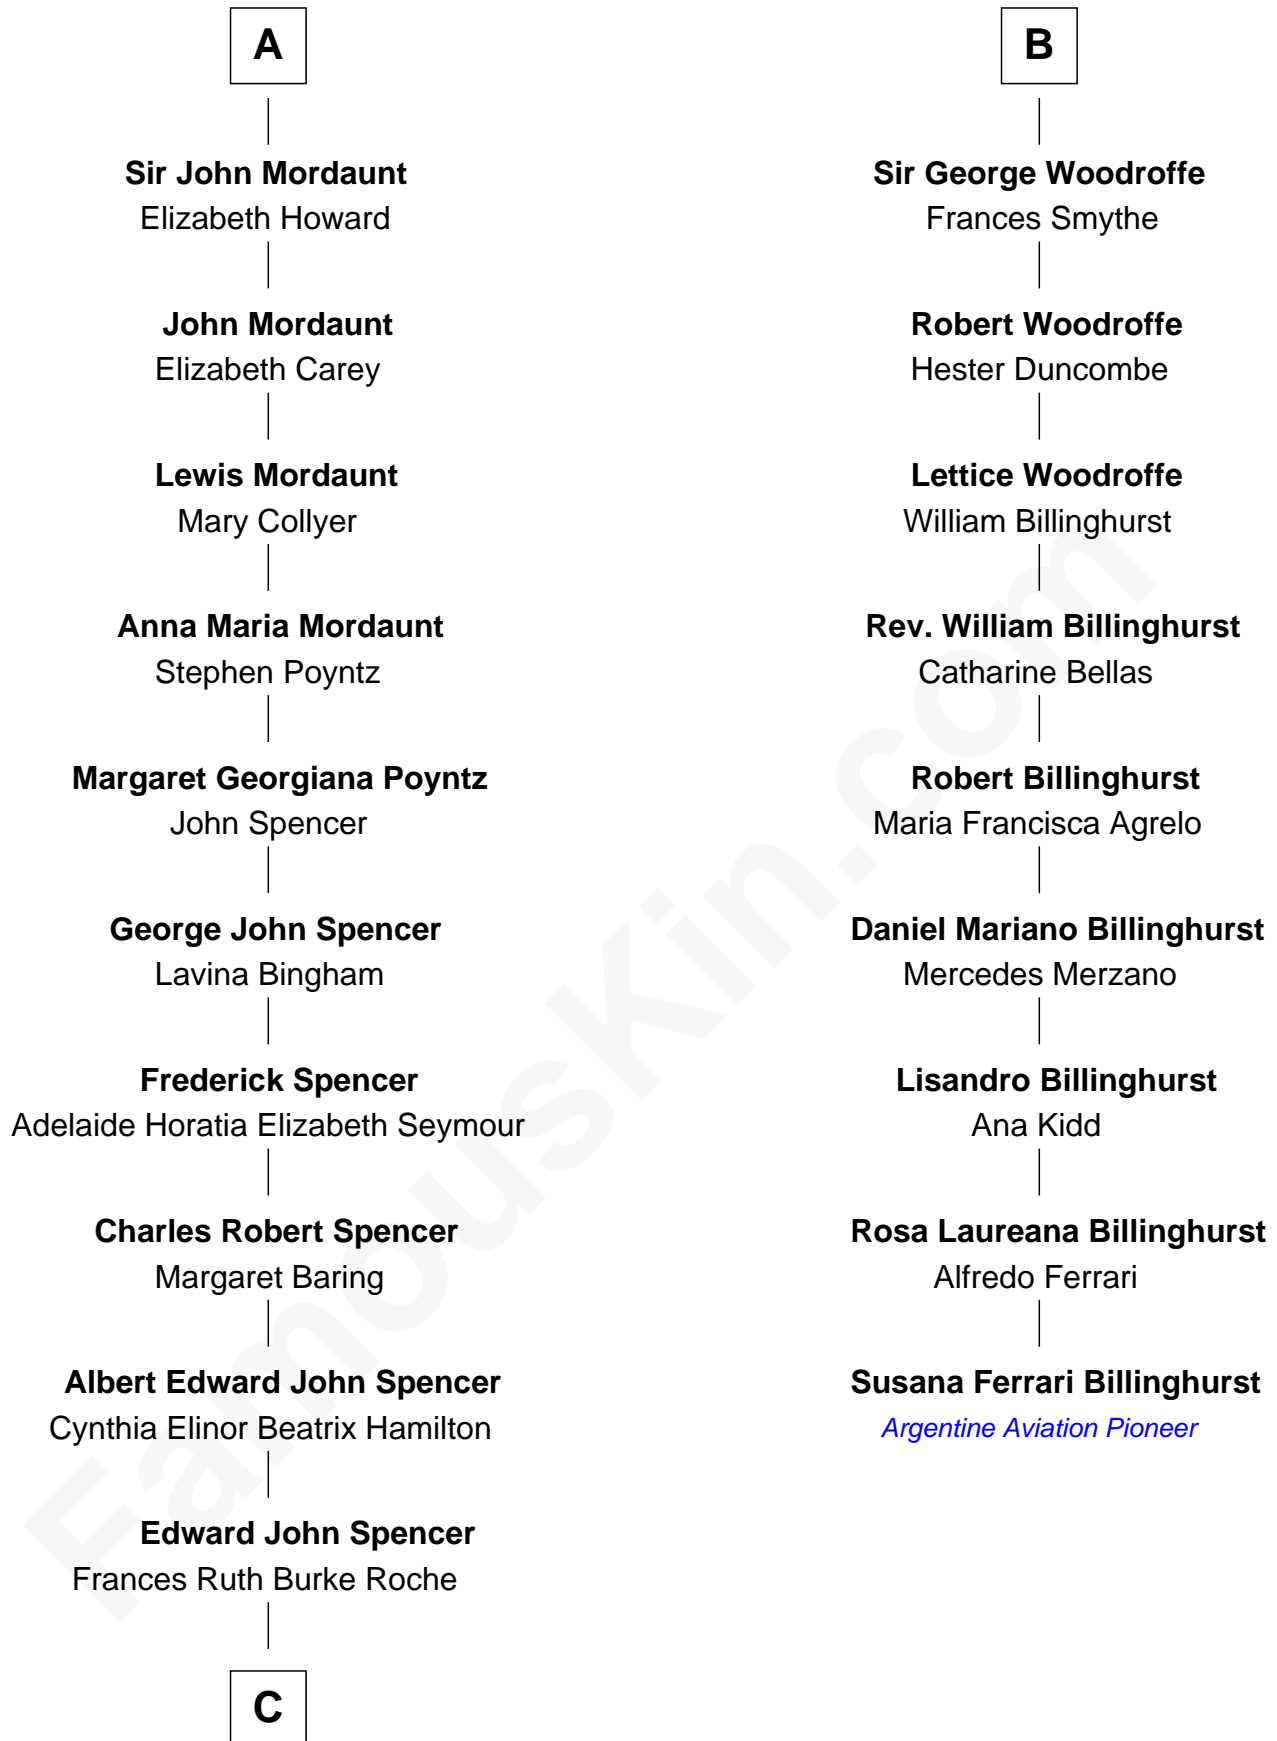 A
Sir John Mordaunt
Elizabeth Howard
John Mordaunt
Elizabeth Carey
Lewis Mordaunt
Mary Collyer
Anna Maria Mordaunt
Stephen Poyntz
Margaret Georgiana Poyntz
John Spencer
George John Spencer
Lavina Bingham
Frederick Spencer
Adelaide Horatia Elizabeth Seymour
Charles Robert Spencer
Margaret Baring
Albert Edward John Spencer
Cynthia Elinor Beatrix Hamilton
Edward John Spencer
Frances Ruth Burke Roche
C
B
Sir George Woodroffe
Frances Smythe
Robert Woodroffe
Hester Duncombe
Lettice Woodroffe
William Billinghurst
Rev. William Billinghurst
Catharine Bellas
Robert Billinghurst
Maria Francisca Agrelo
Daniel Mariano Billinghurst
Mercedes Merzano
Lisandro Billinghurst
Ana Kidd
Rosa Laureana Billinghurst
Alfredo Ferrari
Susana Ferrari Billinghurst
Argentine Aviation Pioneer
FamousKin.com